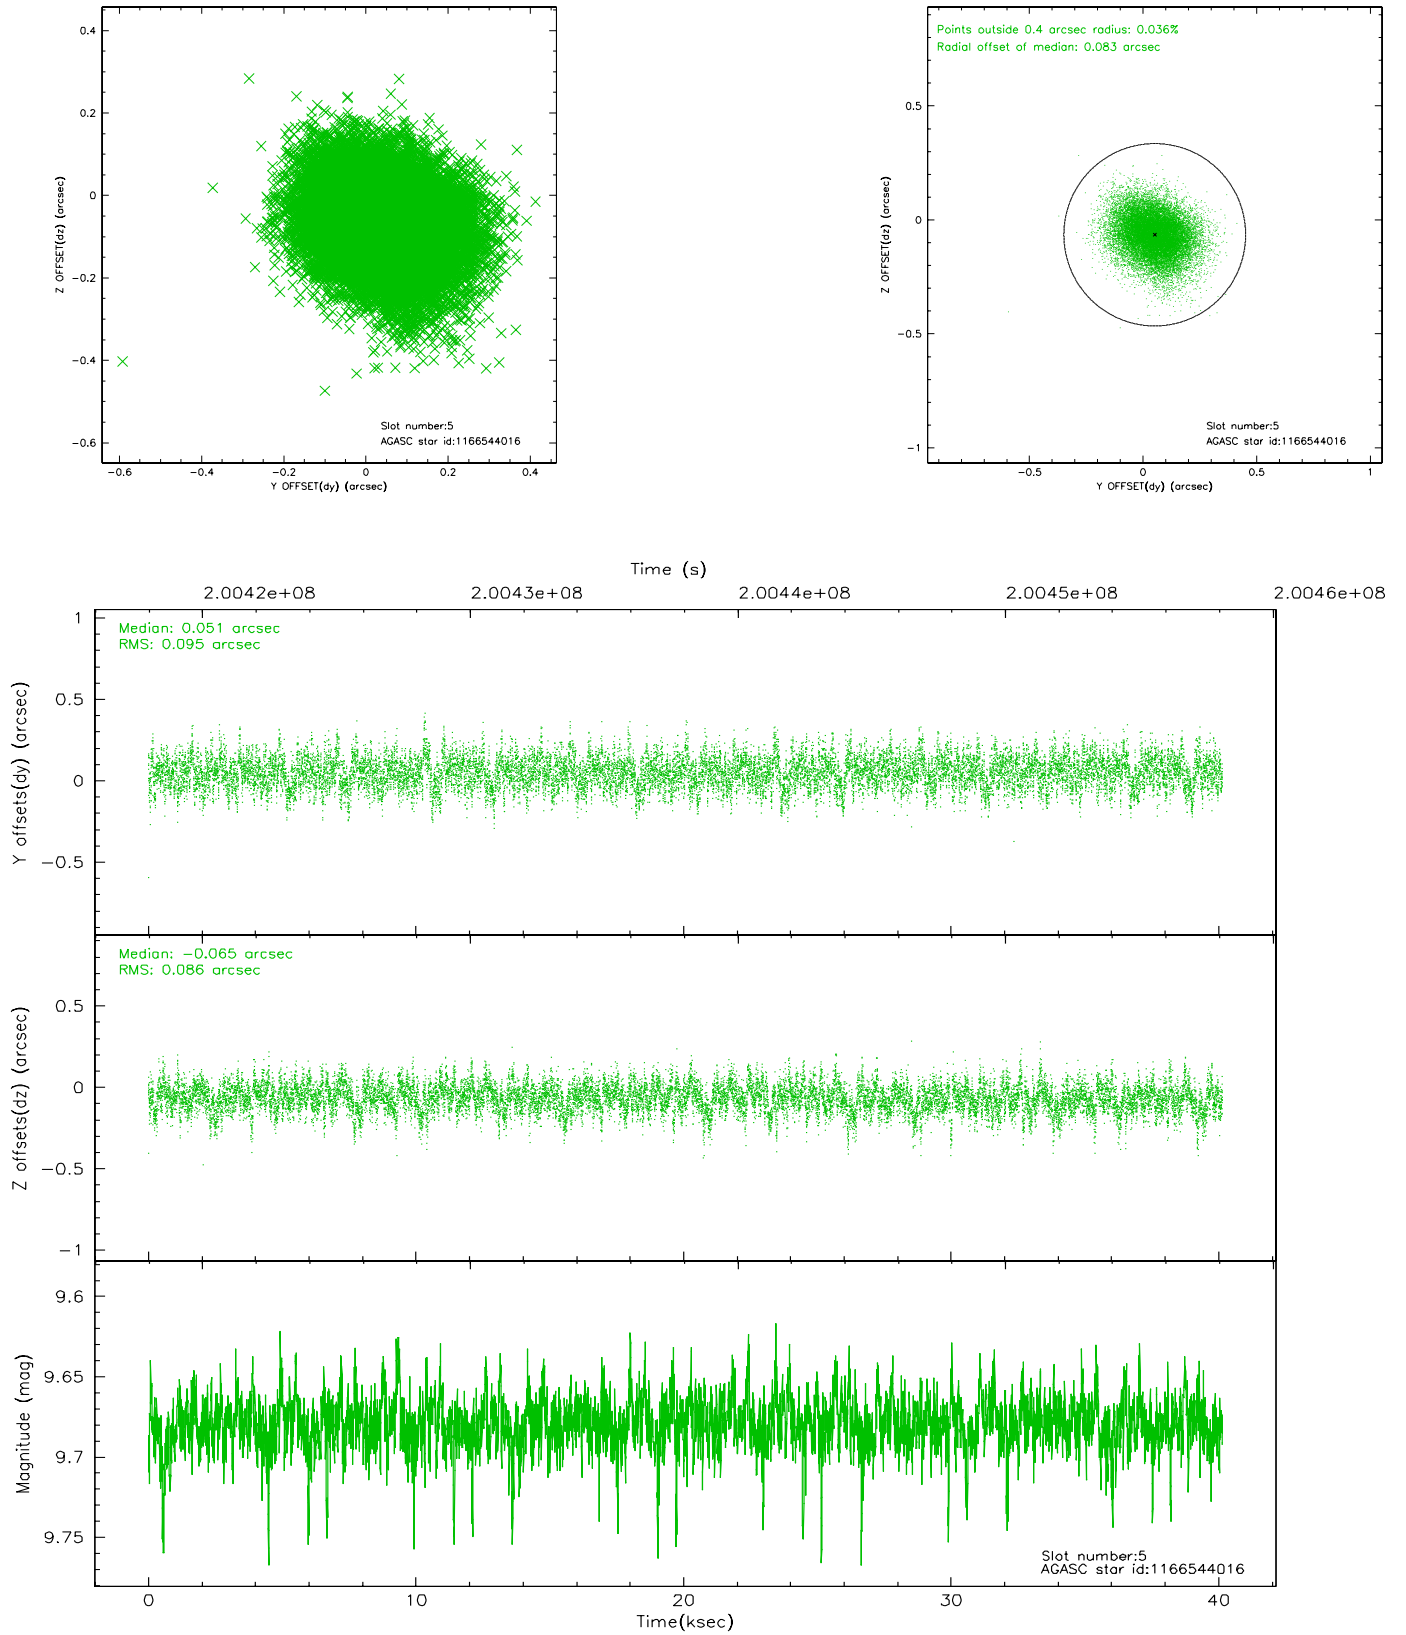 0.4
0.2
0
−0.2
−0.4
−0.6
Z OFFSET(dz) (arcsec)
Slot number:5
AGASC star id:1166544016
−0.6 −0.4 −0.2 0 0.2 0.4
Y OFFSET(dy) (arcsec)
Points outside 0.4 arcsec radius: 0.036%
Radial offset of median: 0.083 arcsec
0.5
0
−0.5
−1
Z OFFSET(dz) (arcsec)
Slot number:5
AGASC star id:1166544016
−0.5 0 0.5 1
Y OFFSET(dy) (arcsec)
Time (s)
2.0042e+08 2.0043e+08 2.0044e+08 2.0045e+08 2.0046e+08
Median: 0.051 arcsec
RMS: 0.095 arcsec
1
0.5
0
−0.5
Y offsets(dy) (arcsec)
Median: −0.065 arcsec
RMS: 0.086 arcsec
0.5
0
−0.5
−1
Z offsets(dz) (arcsec)
9.6
9.65
9.7
9.75
Magnitude (mag)
Slot number:5
AGASC star id:1166544016
0 10 20 30 40
Time(ksec)